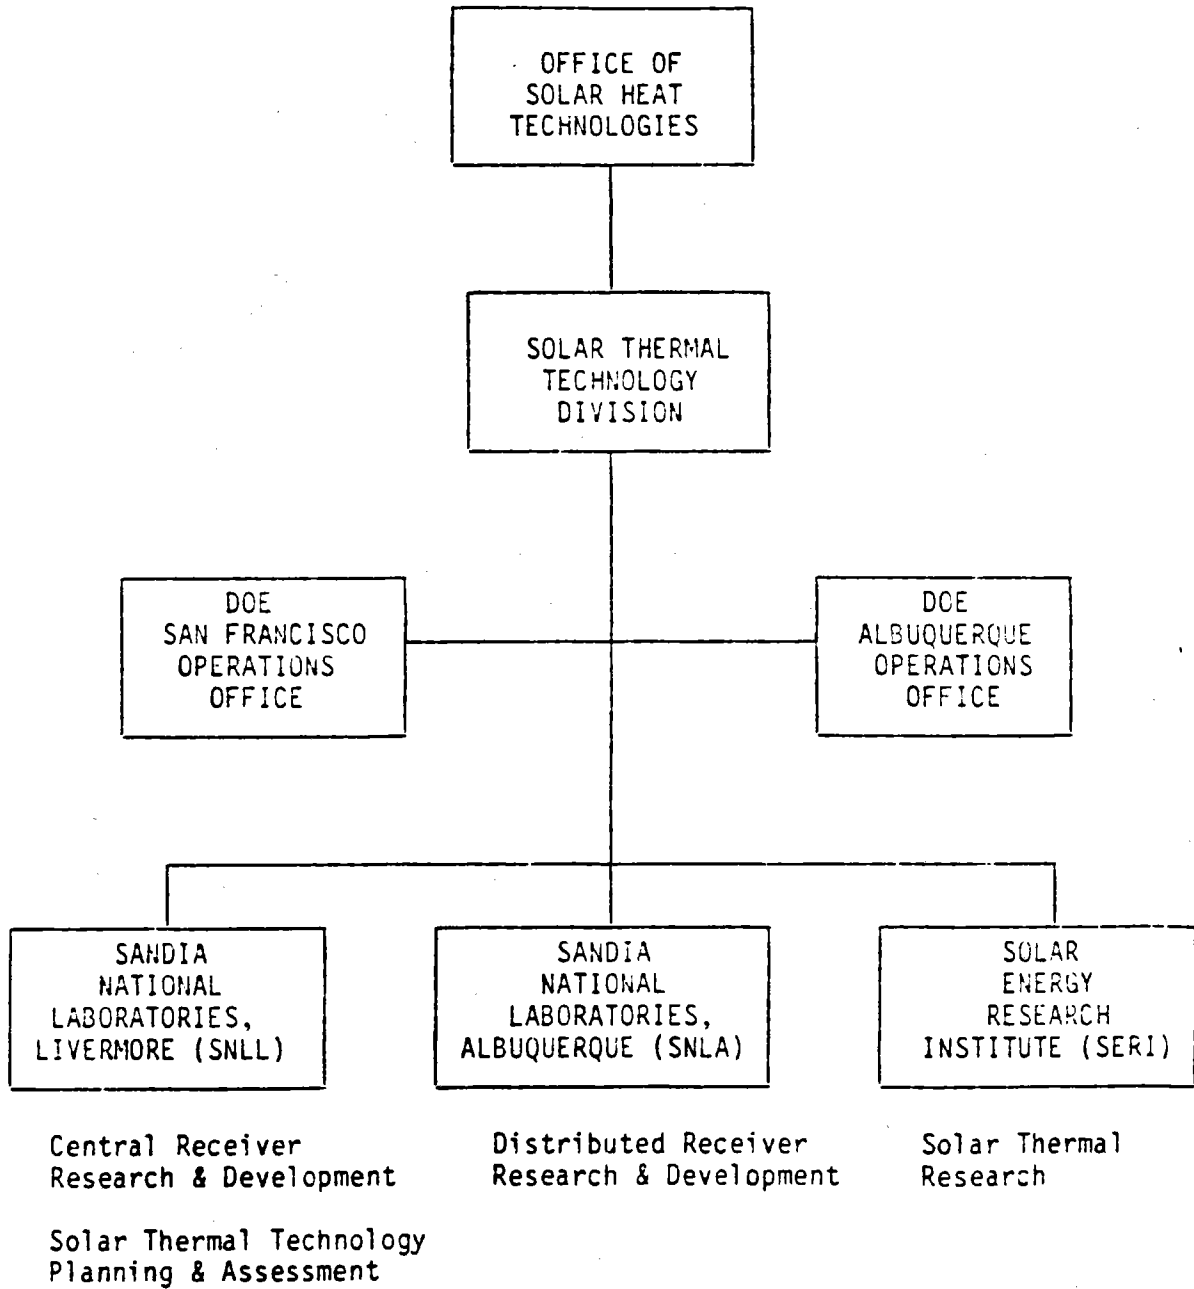 OFFICE OF
SOLAR HEAT
TECHNOLOGIES
SOLAR THERMAL
TECHNOLOGY
DIVISION
DOE
SAN FRANCISCO
OPERATIONS
OFFICE
DOE
ALBUQUERQUE
OPERATIONS
OFFICE
SANDIA
NATIONAL
LABORATORIES,
LIVERMORE (SNLL)
SANDIA
NATIONAL
LABORATORIES,
ALBUQUERQUE (SNLA)
SOLAR
ENERGY
RESEARCH
INSTITUTE (SERI)
Central Receiver
Research & Development
Solar Thermal Technology
Planning & Assessment
Distributed Receiver
Research & Development
Solar Thermal
Research